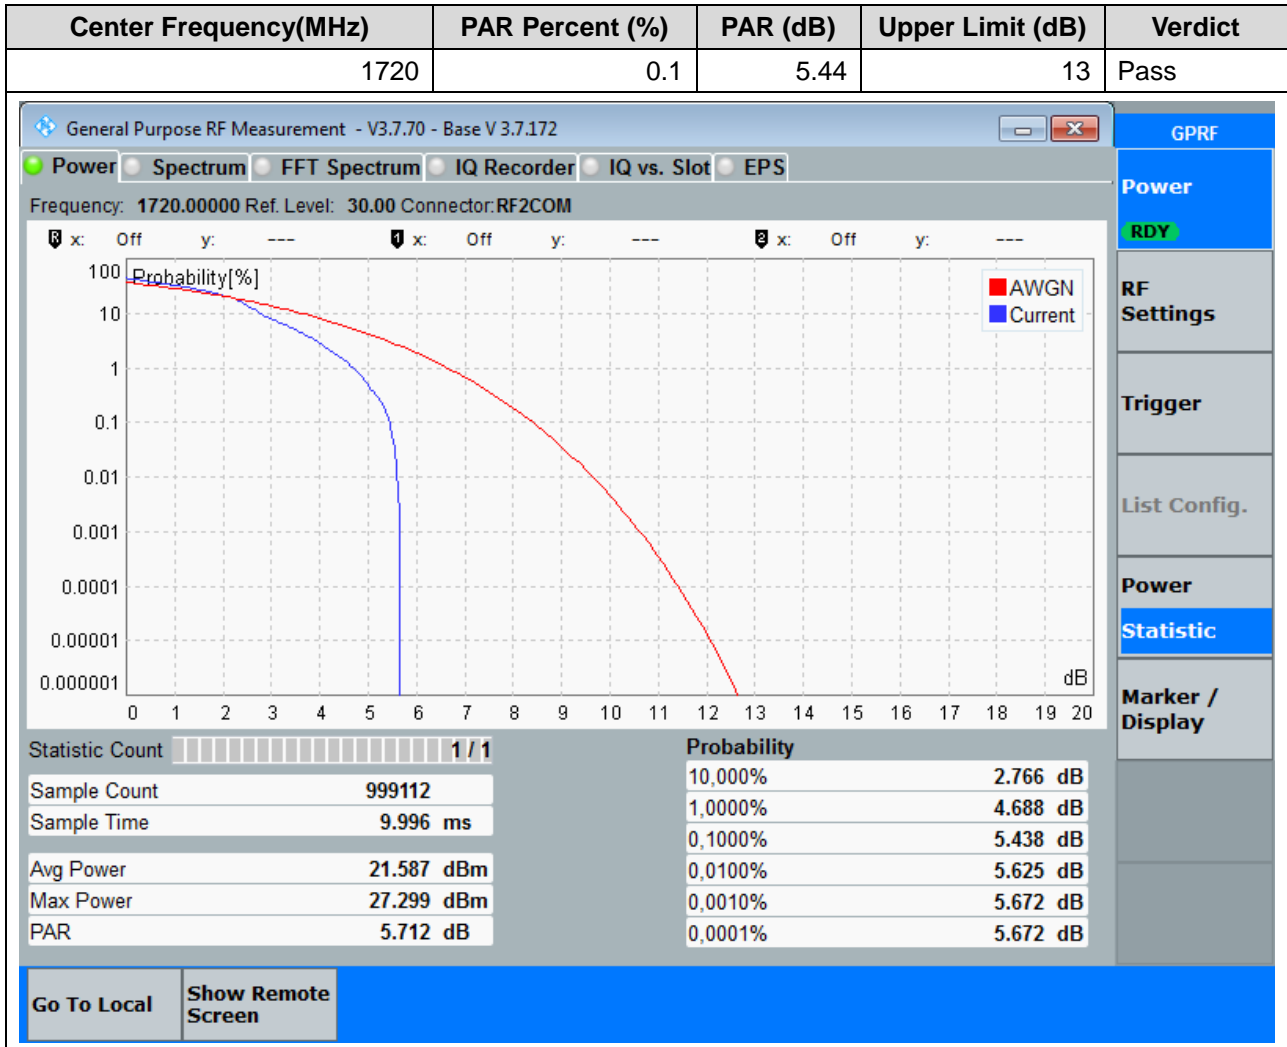 Center Frequency(MHz) PAR Percent (%) PAR (dB) Upper Limit (dB) Verdict
1720 0.1 5.44 13 Pass
General Purpose RF Measurement - V3.7.70 - Base V 3.7.172
GPRF
Power Spectrum FFT Spectrum IQ Recorder IQ vs. Slot EPS
Power
RDY
Frequency: 1720.00000 Ref. Level: 30.00 Connector:RF2COM
R x: Off y: --- 1 x: Off y: --- 2 x: Off y: ---
Probability[%]
AWGN
Current
100
10
1
0.1
0.01
0.001
0.0001
0.00001
0.000001
dB
0 1 2 3 4 5 6 7 8 9 10 11 12 13 14 15 16 17 18 19 20
RF
Settings
Trigger
List Config.
Power
Statistic
Marker /
Display
Statistic Count 1 / 1
Sample Count 999112
Sample Time 9.996 ms
Avg Power 21.587 dBm
Max Power 27.299 dBm
PAR 5.712 dB
Probability
10,000% 2.766 dB
1,0000% 4.688 dB
0,1000% 5.438 dB
0,0100% 5.625 dB
0,0010% 5.672 dB
0,0001% 5.672 dB
Go To Local
Show Remote
Screen